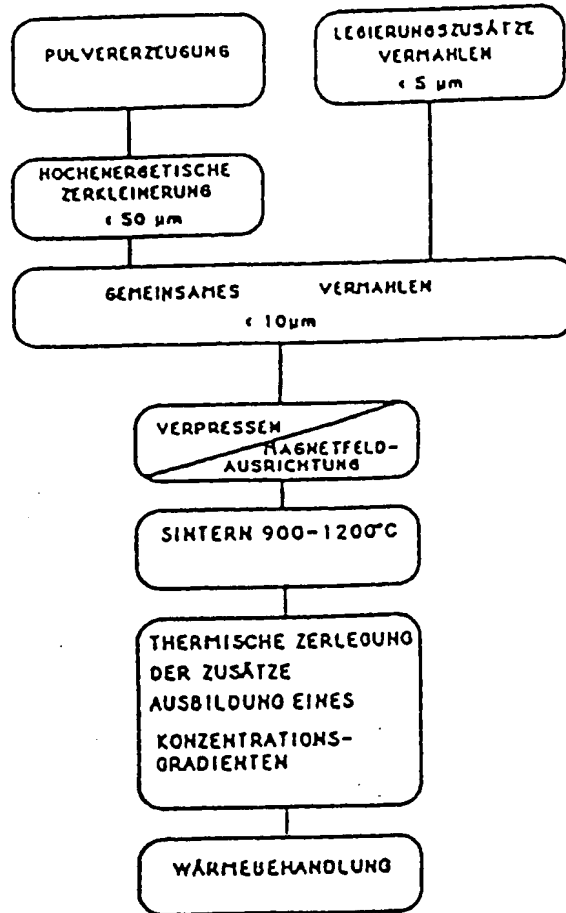 PULVERERZEUGUNG
LEGIERUNGSZUSÄTZE
VERMAHLEN
< 5 µm
HOCHENERGETISCHE
ZERKLEINERUNG
< 50 µm
GEMEINSAMES VERMAHLEN
< 10µm
VERPRESSEN
MAGNETFELD-
AUSRICHTUNG
SINTERN 900-1200°C
THERMISCHE ZERLEGUNG
DER ZUSÄTZE
AUSBILDUNG EINES
KONZENTRATIONS-
GRADIENTEN
WÄRMEBEHANDLUNG